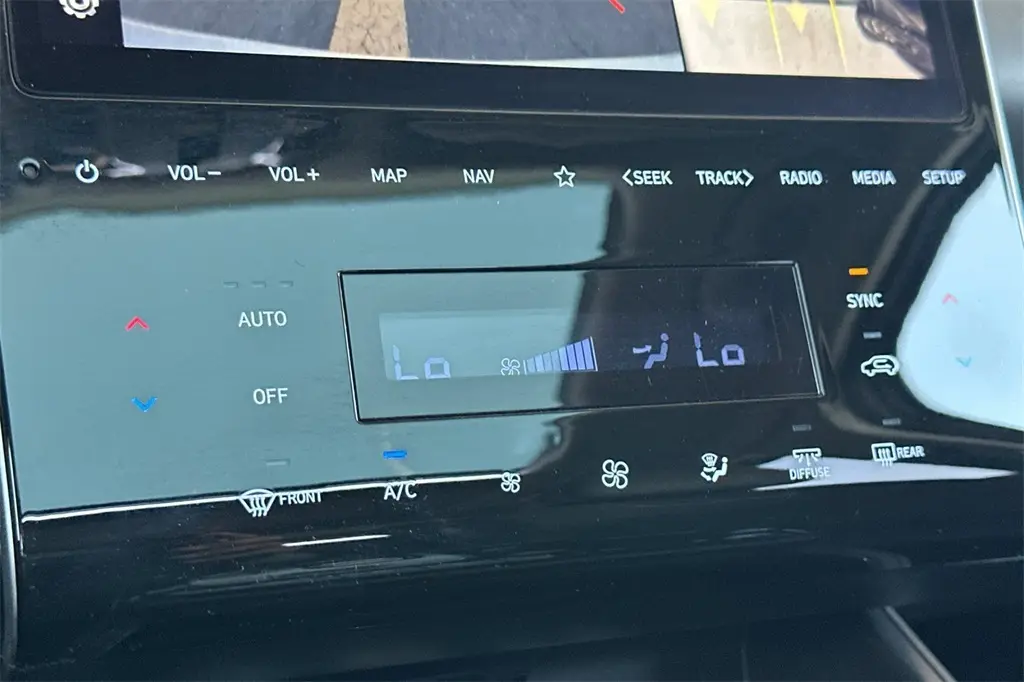 VOL− VOL+ MAP NAV <SEEK TRACK> RADIO MEDIA SETUP
AUTO SYNC
Lo Lo
OFF
FRONT A/C DIFFUSE REAR